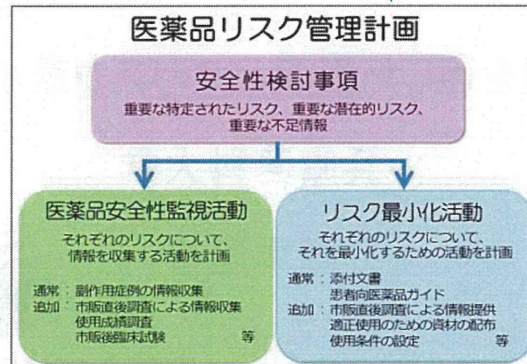 医薬品リスク管理計画
安全性検討事項
重要な特定されたリスク、重要な潜在的リスク、
重要な不足情報
医薬品安全性監視活動
それぞれのリスクについて、
情報を収集する活動を計画
通常：副作用症例の情報収集
追加：市販直後調査による情報収集
使用成績調査
市販後臨床試験 等
リスク最小化活動
それぞれのリスクについて、
それを最小化するための活動を計画
通常：添付文書
患者向医薬品ガイド
追加：市販直後調査による情報提供
適正使用のための資材の配布
使用条件の設定 等